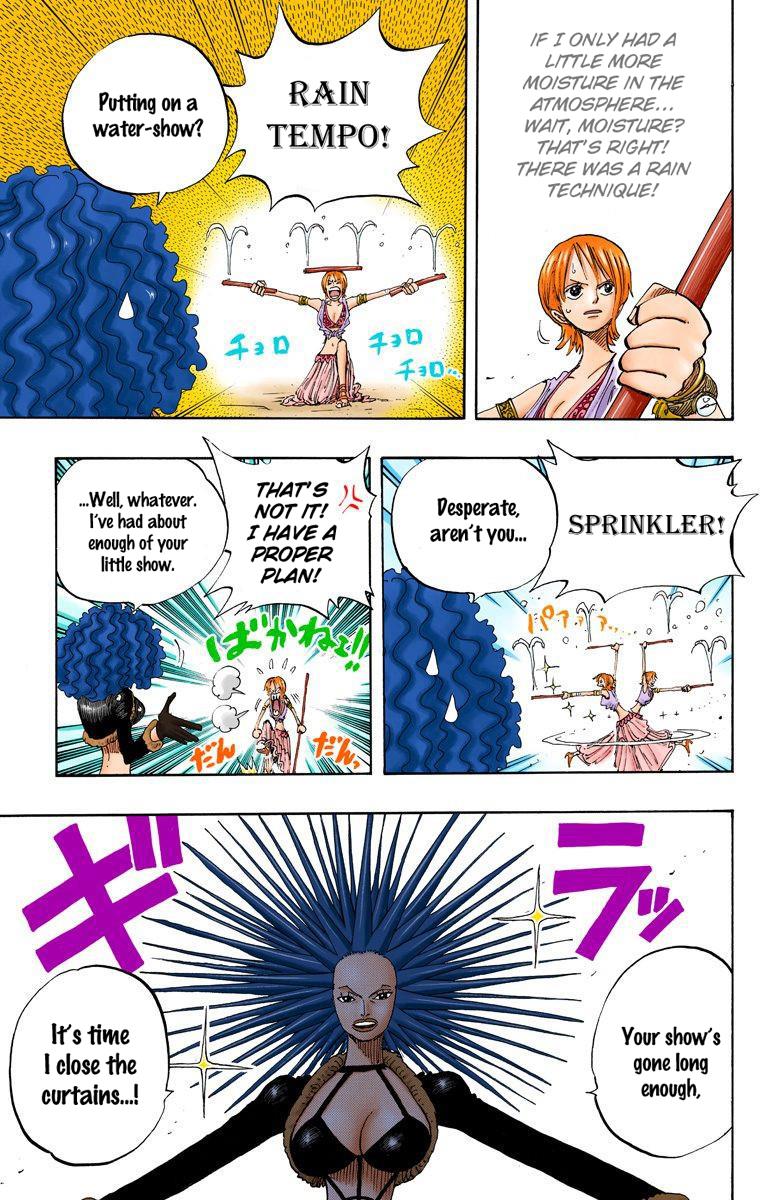 IF I ONLY HAD A
LITTLE MORE
MOISTURE IN THE
ATMOSPHERE...
WAIT, MOISTURE?
THAT'S RIGHT!
THERE WAS A RAIN
TECHNIQUE!
RAIN
TEMPO!
Putting on a
water-show?
チョロ
チョロ
チョロ...
SPRINKLER!
Desperate,
aren't you...
パァァァ...
THAT'S
NOT IT!
I HAVE A
PROPER
PLAN!
...Well, whatever.
I've had about
enough of your
little show.
ばかねェ!!
だん
だんっ
ギラッ
Your show's
gone long
enough,
It's time
I close the
curtains...!